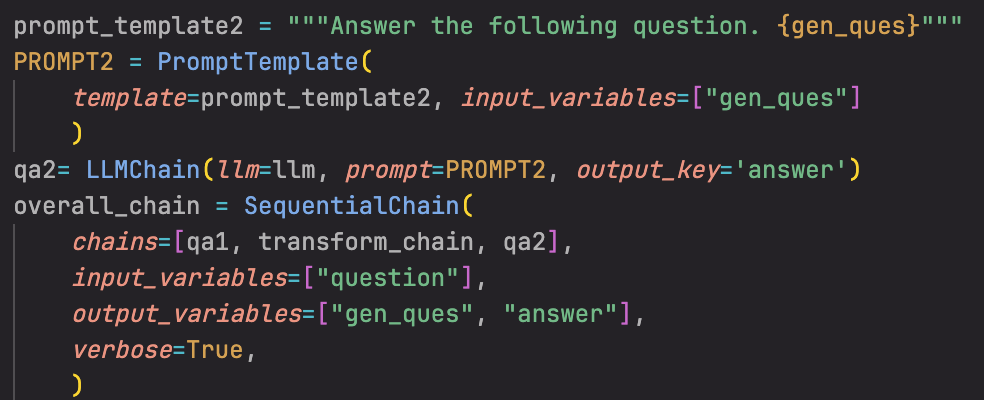 prompt_template2 = """Answer the following question. {gen_ques}"""
PROMPT2 = PromptTemplate(
    template=prompt_template2, input_variables=["gen_ques"]
    )
qa2= LLMChain(llm=llm, prompt=PROMPT2, output_key='answer')
overall_chain = SequentialChain(
    chains=[qa1, transform_chain, qa2],
    input_variables=["question"],
    output_variables=["gen_ques", "answer"],
    verbose=True,
    )